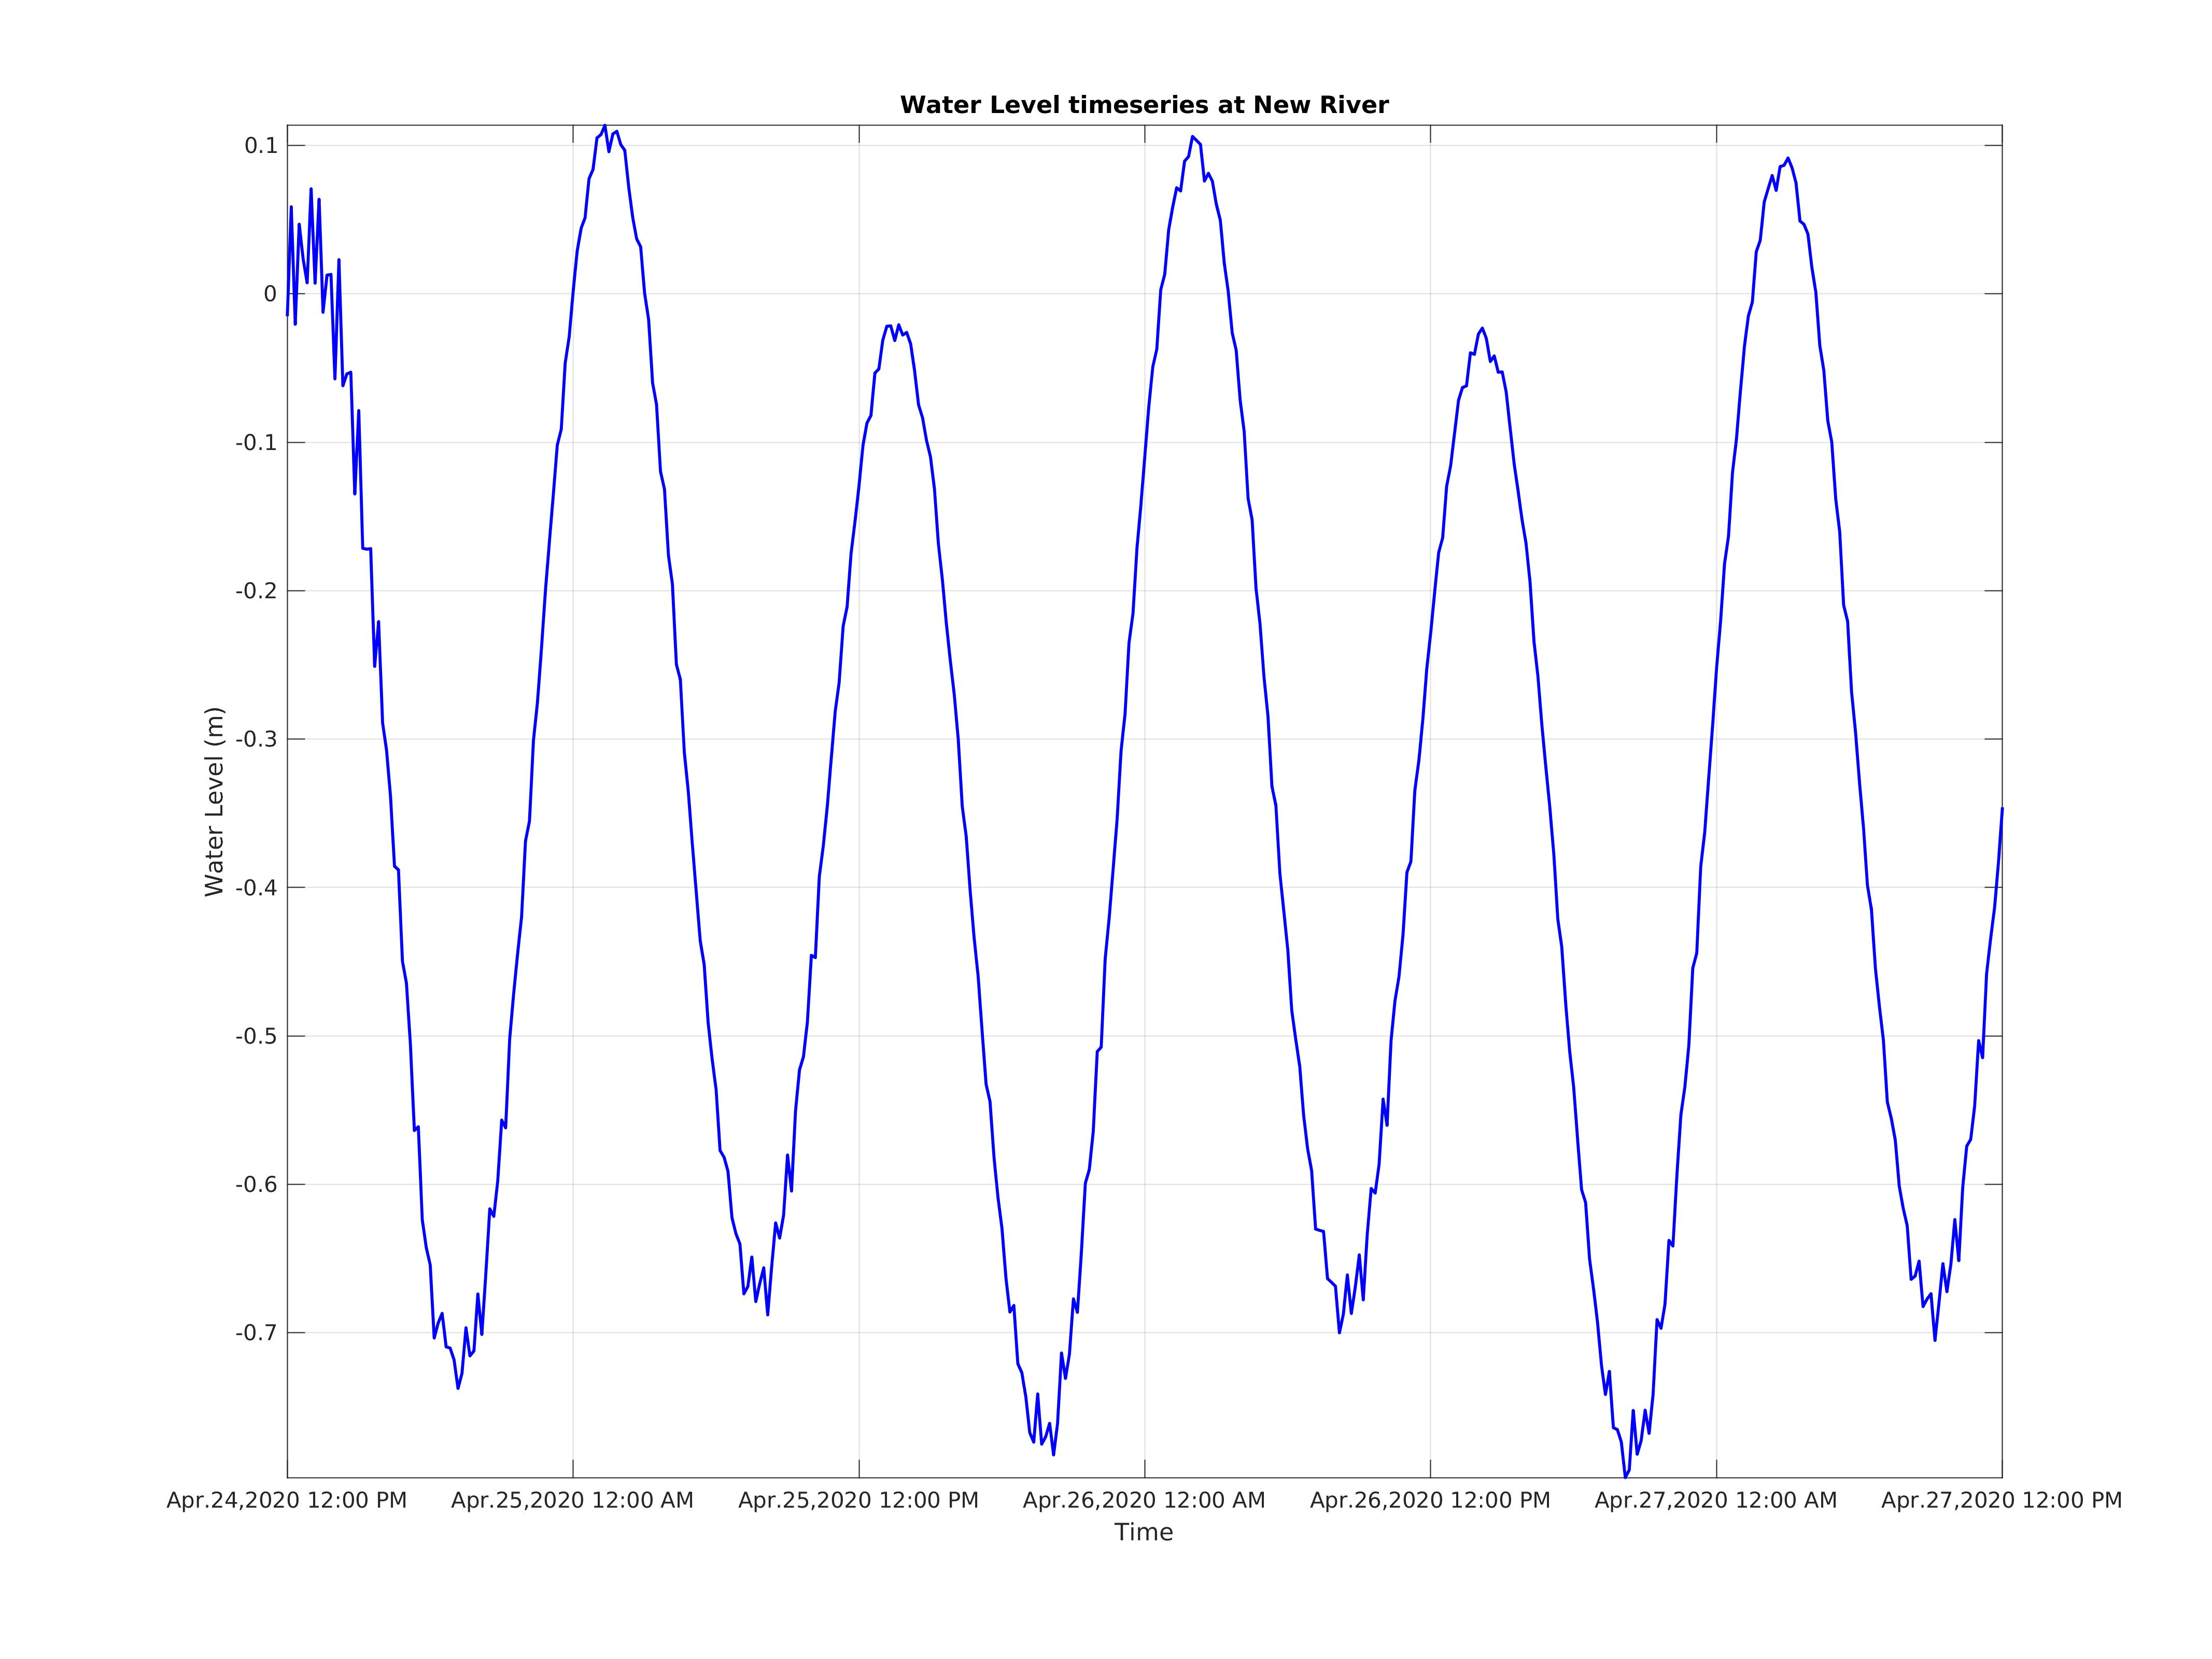 Water Level timeseries at New River
0.1
0
-0.1
-0.2
-0.3
-0.4
-0.5
-0.6
-0.7
Water Level (m)
Apr.24,2020 12:00 PM
Apr.25,2020 12:00 AM
Apr.25,2020 12:00 PM
Apr.26,2020 12:00 AM
Apr.26,2020 12:00 PM
Apr.27,2020 12:00 AM
Apr.27,2020 12:00 PM
Time